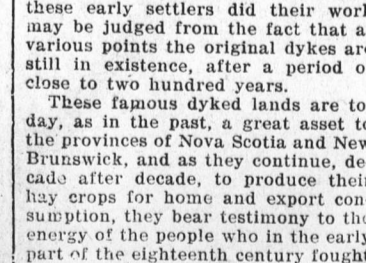 these early settlers did their work
may be judged from the fact that a
various points the original dykes are
still in existence, after a period o
close to two hundred years.
These famous dyked lands are to-
day, as in the past, a great asset to
the provinces of Nova Scotia and New
Brunswick, and as they continue, de-
cade after decade, to produce their
hay crops for home and export con-
sumption, they bear testimony to the
energy of the people who in the early
part of the eighteenth century fought